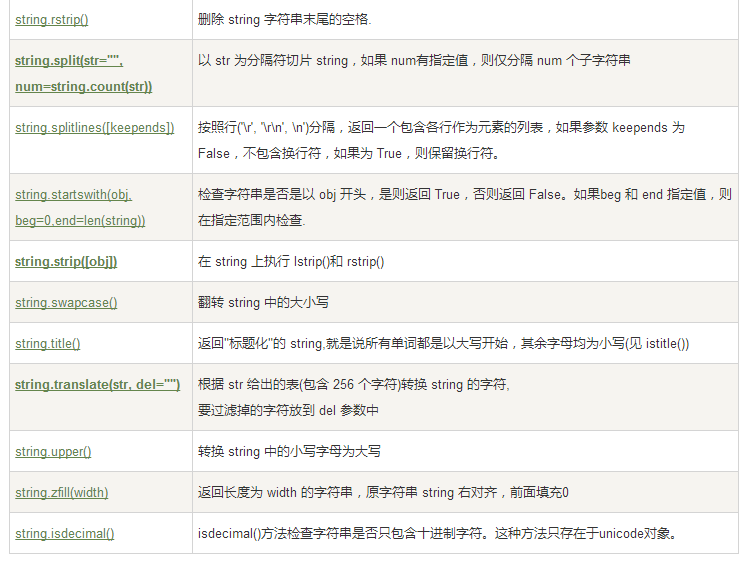 string.rstrip()
删除 string 字符串末尾的空格.
string.split(str="",
num=string.count(str))
以 str 为分隔符切片 string，如果 num有指定值，则仅分隔 num 个子字符串
string.splitlines([keepends])
按照行('\r', '\r\n', \n')分隔，返回一个包含各行作为元素的列表，如果参数 keepends 为
False，不包含换行符，如果为 True，则保留换行符。
string.startswith(obj,
beg=0,end=len(string))
检查字符串是否是以 obj 开头，是则返回 True，否则返回 False。如果beg 和 end 指定值，则
在指定范围内检查.
string.strip([obj])
在 string 上执行 lstrip()和 rstrip()
string.swapcase()
翻转 string 中的大小写
string.title()
返回"标题化"的 string,就是说所有单词都是以大写开始，其余字母均为小写(见 istitle())
string.translate(str, del="")
根据 str 给出的表(包含 256 个字符)转换 string 的字符,
要过滤掉的字符放到 del 参数中
string.upper()
转换 string 中的小写字母为大写
string.zfill(width)
返回长度为 width 的字符串，原字符串 string 右对齐，前面填充0
string.isdecimal()
isdecimal()方法检查字符串是否只包含十进制字符。这种方法只存在于unicode对象。